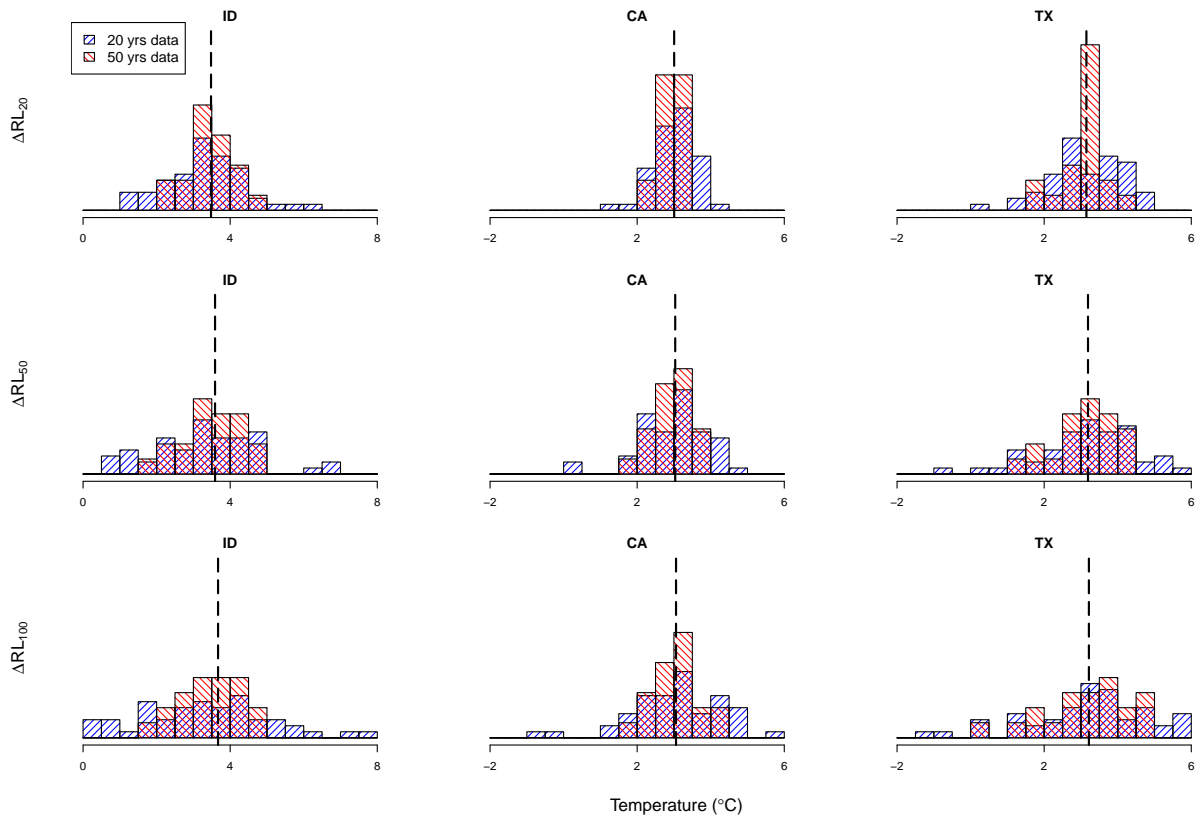 ID
CA
TX
20 yrs data
50 yrs data
ΔRL20
0 4 8
−2 2 6
−2 2 6
ID
CA
TX
ΔRL50
0 4 8
−2 2 6
−2 2 6
ID
CA
TX
ΔRL100
0 4 8
−2 2 6
−2 2 6
Temperature (°C)